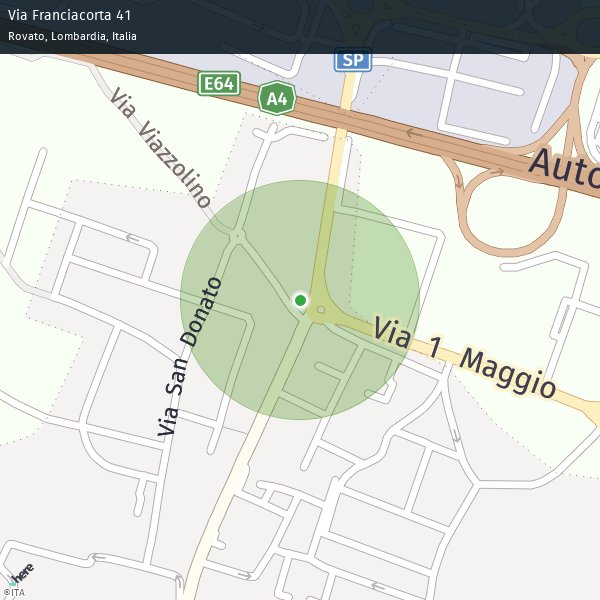 Via Franciacorta 41
Rovato, Lombardia, Italia
SP
E64
A4
Via Viazzolino
Auto
Via San Donato
Via 1 Maggio
here
©ITA